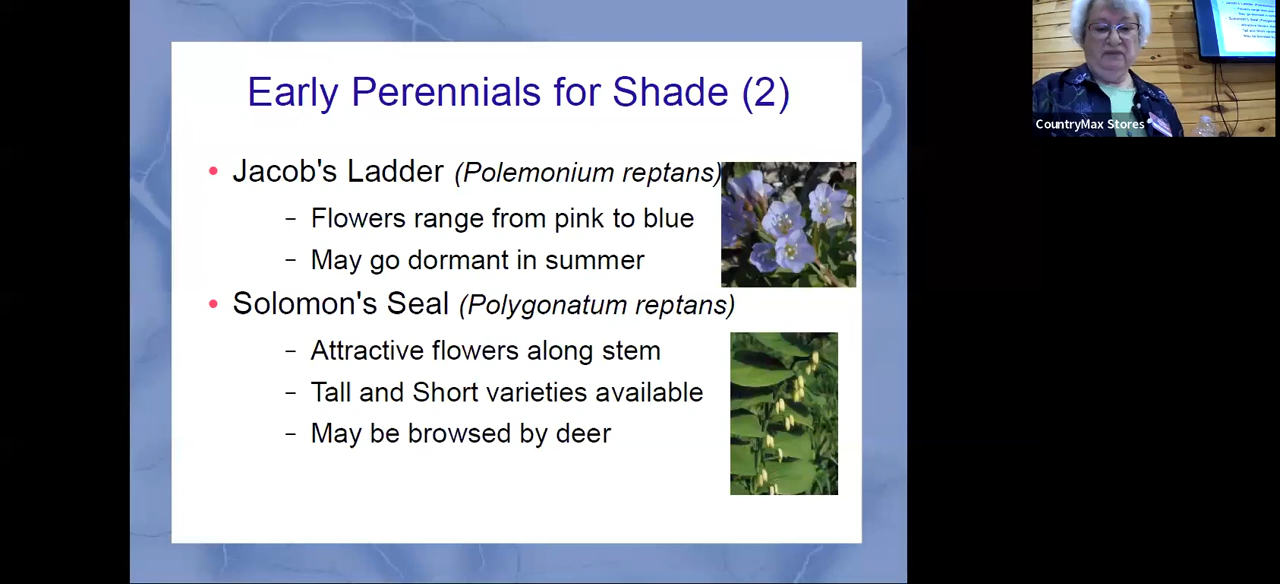 Early Perennials for Shade (2)
• Jacob's Ladder (Polemonium reptans)
– Flowers range from pink to blue
– May go dormant in summer
• Solomon's Seal (Polygonatum reptans)
– Attractive flowers along stem
– Tall and Short varieties available
– May be browsed by deer
CountryMax Stores